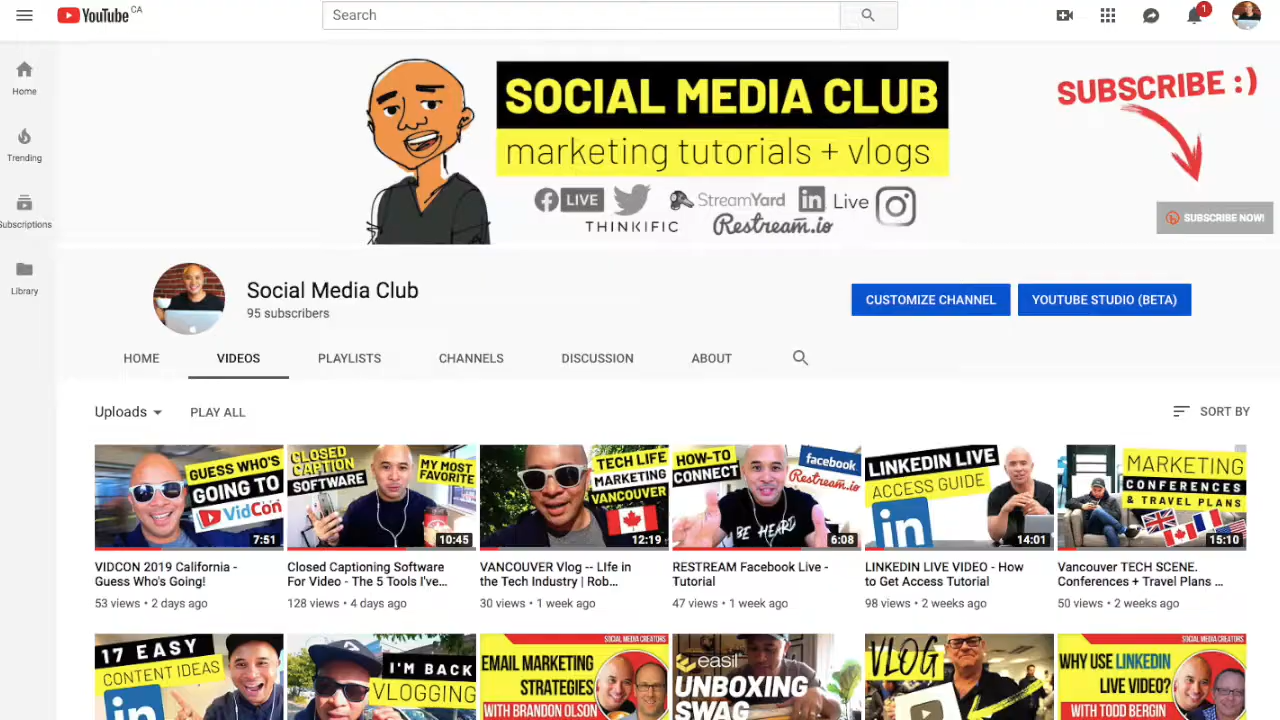 YouTube CA
Search
1
Home
Trending
Subscriptions
Library
SOCIAL MEDIA CLUB
marketing tutorials + vlogs
LIVE
StreamYard
in Live
THINKIFIC
Restream.io
SUBSCRIBE :)
SUBSCRIBE NOW!
Social Media Club
95 subscribers
CUSTOMIZE CHANNEL
YOUTUBE STUDIO (BETA)
HOME
VIDEOS
PLAYLISTS
CHANNELS
DISCUSSION
ABOUT
Uploads
PLAY ALL
SORT BY
GUESS WHO'S
GOING TO
VidCon
7:51
VIDCON 2019 California -
Guess Who's Going!
53 views • 2 days ago
CLOSED
CAPTION
SOFTWARE
MY MOST
FAVORITE
10:45
Closed Captioning Software
For Video - The 5 Tools I've...
128 views • 4 days ago
TECH LIFE
MARKETING
VANCOUVER
12:19
VANCOUVER Vlog -- LIfe in
the Tech Industry | Rob...
30 views • 1 week ago
HOW-TO
CONNECT
facebook
Restream.io
BE HEARD
6:08
RESTREAM Facebook Live -
Tutorial
47 views • 1 week ago
LINKEDIN LIVE
ACCESS GUIDE
in
14:01
LINKEDIN LIVE VIDEO - How
to Get Access Tutorial
98 views • 2 weeks ago
MARKETING
CONFERENCES
& TRAVEL PLANS
15:10
Vancouver TECH SCENE.
Conferences + Travel Plans ...
50 views • 2 weeks ago
17 EASY
CONTENT IDEAS
in
I'M BACK
VLOGGING
SOCIAL MEDIA CREATORS
EMAIL MARKETING
STRATEGIES
WITH BRANDON OLSON
easil
UNBOXING
SWAG
VLOG
SOCIAL MEDIA CREATORS
WHY USE LINKEDIN
LIVE VIDEO?
WITH TODD BERGIN